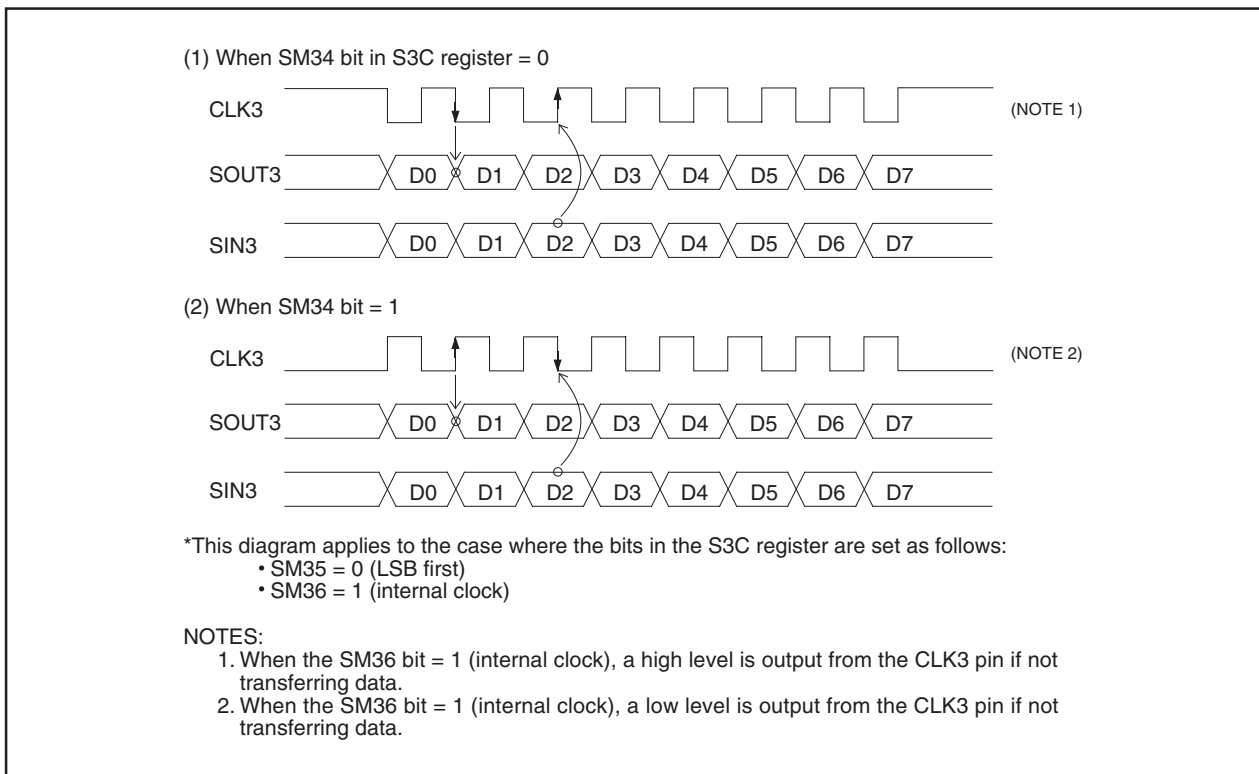 (1) When SM34 bit in S3C register = 0
CLK3
(NOTE 1)
SOUT3 D0 D1 D2 D3 D4 D5 D6 D7
SIN3 D0 D1 D2 D3 D4 D5 D6 D7
(2) When SM34 bit = 1
CLK3
(NOTE 2)
SOUT3 D0 D1 D2 D3 D4 D5 D6 D7
SIN3 D0 D1 D2 D3 D4 D5 D6 D7
*This diagram applies to the case where the bits in the S3C register are set as follows:
• SM35 = 0 (LSB first)
• SM36 = 1 (internal clock)
NOTES:
1. When the SM36 bit = 1 (internal clock), a high level is output from the CLK3 pin if not
transferring data.
2. When the SM36 bit = 1 (internal clock), a low level is output from the CLK3 pin if not
transferring data.